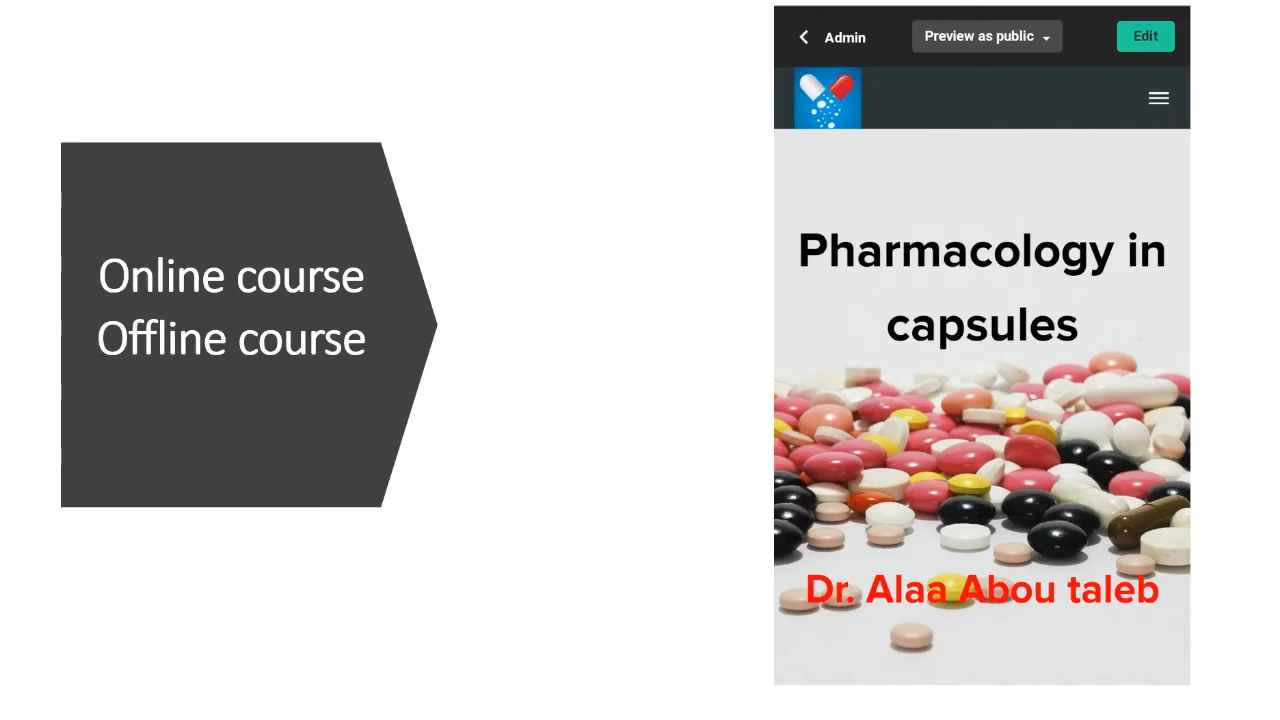 Online course
Offline course
Admin
Preview as public
Edit
Pharmacology in
capsules
Dr. Alaa Abou taleb